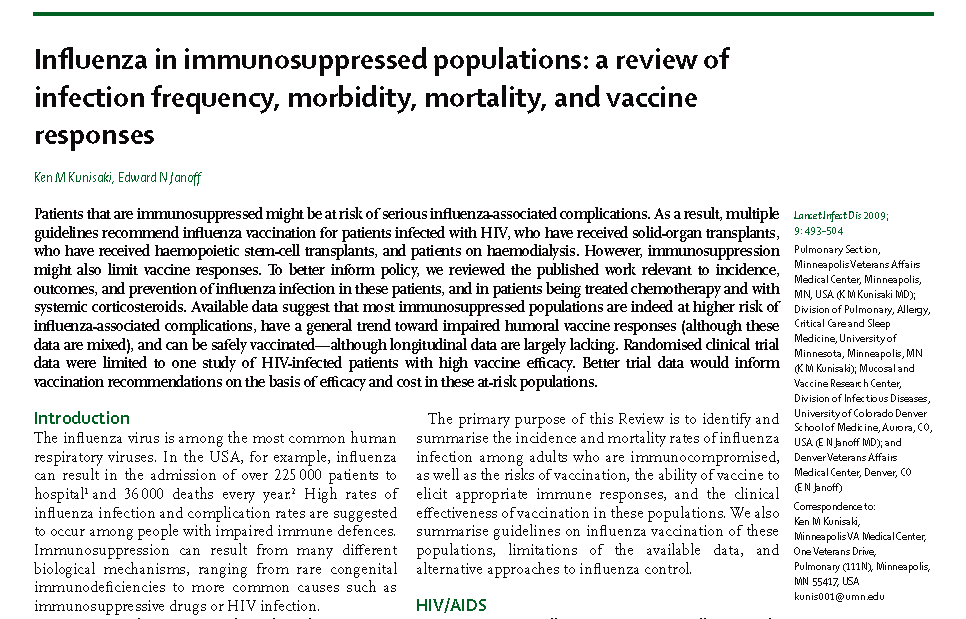 Influenza in immunosuppressed populations: a review of
infection frequency, morbidity, mortality, and vaccine
responses
Ken M Kunisaki, Edward N Janoff
Patients that are immunosuppressed might be at risk of serious influenza-associated complications. As a result, multiple
guidelines recommend influenza vaccination for patients infected with HIV, who have received solid-organ transplants,
who have received haemopoietic stem-cell transplants, and patients on haemodialysis. However, immunosuppression
might also limit vaccine responses. To better inform policy, we reviewed the published work relevant to incidence,
outcomes, and prevention of influenza infection in these patients, and in patients being treated chemotherapy and with
systemic corticosteroids. Available data suggest that most immunosuppressed populations are indeed at higher risk of
influenza-associated complications, have a general trend toward impaired humoral vaccine responses (although these
data are mixed), and can be safely vaccinated—although longitudinal data are largely lacking. Randomised clinical trial
data were limited to one study of HIV-infected patients with high vaccine efficacy. Better trial data would inform
vaccination recommendations on the basis of efficacy and cost in these at-risk populations.
Introduction
The influenza virus is among the most common human
respiratory viruses. In the USA, for example, influenza
can result in the admission of over 225 000 patients to
hospital¹ and 36 000 deaths every year.² High rates of
influenza infection and complication rates are suggested
to occur among people with impaired immune defences.
Immunosuppression can result from many different
biological mechanisms, ranging from rare congenital
immunodeficiencies to more common causes such as
immunosuppressive drugs or HIV infection.
The primary purpose of this Review is to identify and
summarise the incidence and mortality rates of influenza
infection among adults who are immunocompromised,
as well as the risks of vaccination, the ability of vaccine to
elicit appropriate immune responses, and the clinical
effectiveness of vaccination in these populations. We also
summarise guidelines on influenza vaccination of these
populations, limitations of the available data, and
alternative approaches to influenza control.
HIV/AIDS
Lancet Infect Dis 2009;
9: 493–504
Pulmonary Section,
Minneapolis Veterans Affairs
Medical Center, Minneapolis,
MN, USA (K M Kunisaki MD);
Division of Pulmonary, Allergy,
Critical Care and Sleep
Medicine, University of
Minnesota, Minneapolis, MN
(K M Kunisaki); Mucosal and
Vaccine Research Center,
Division of Infectious Diseases,
University of Colorado Denver
School of Medicine, Aurora, CO,
USA (E N Janoff MD); and
Denver Veterans Affairs
Medical Center, Denver, CO
(E N Janoff)
Correspondence to:
Ken M Kunisaki,
Minneapolis VA Medical Center,
One Veterans Drive,
Pulmonary (111N), Minneapolis,
MN 55417, USA
kunis001@umn.edu